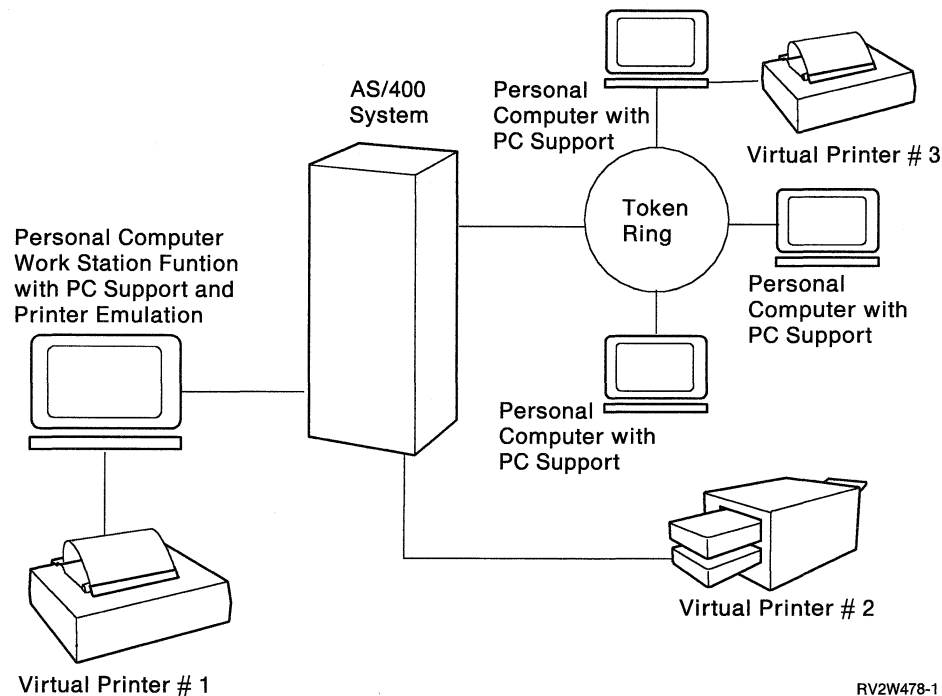 AS/400
System
Personal
Computer with
PC Support
Virtual Printer # 3
Token
Ring
Personal Computer
Work Station Funtion
with PC Support and
Printer Emulation
Personal
Computer with
PC Support
Personal
Computer with
PC Support
Virtual Printer # 2
Virtual Printer # 1
RV2W478-1